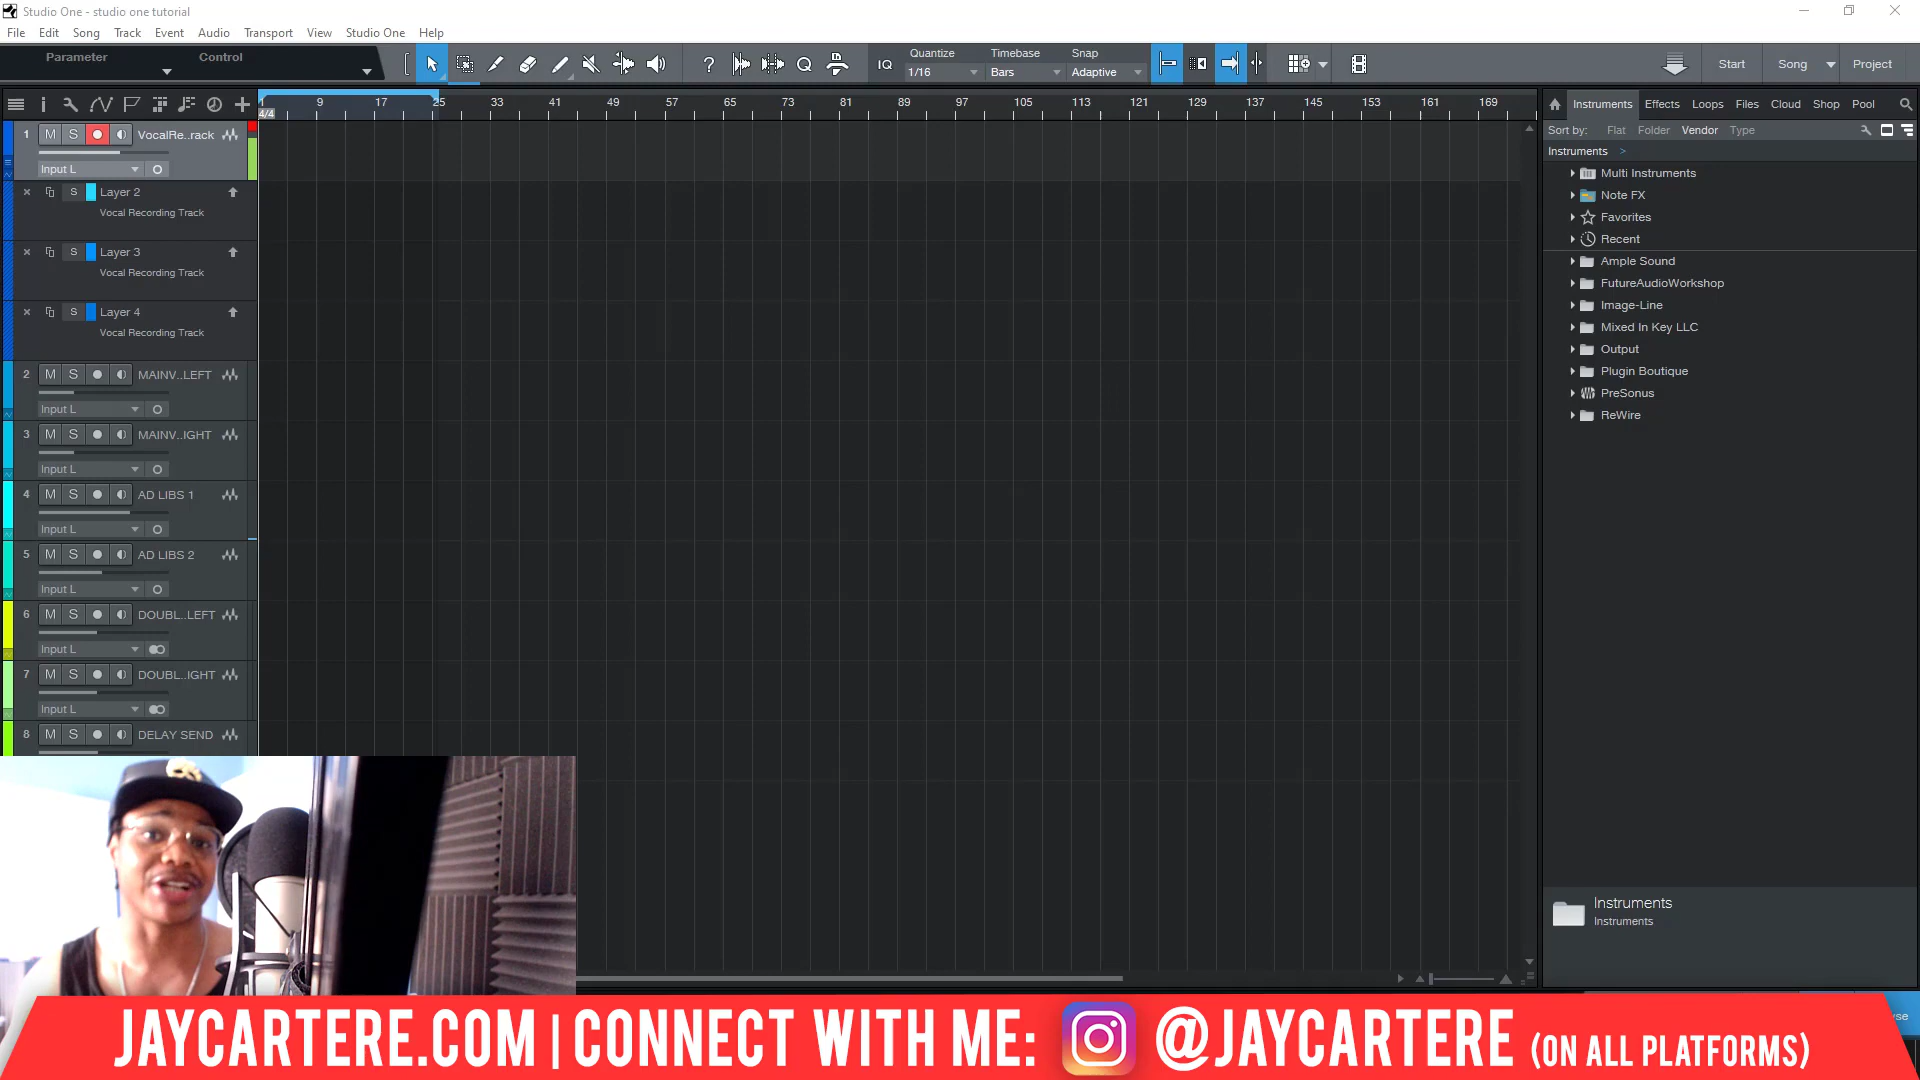 Studio One - studio one tutorial
File Edit Song Track Event Audio Transport View Studio One Help
Parameter Control
IQ
Quantize 1/16
Timebase Bars
Snap Adaptive
Start Song Project
9 17 25 33 41 49 57 65 73 81 89 97 105 113 121 129 137 145 153 161 169
4/4
1 M S VocalRe..rack
Input L
S Layer 2
Vocal Recording Track
S Layer 3
Vocal Recording Track
S Layer 4
Vocal Recording Track
2 M S MAINV..LEFT
Input L
3 M S MAINV..IGHT
Input L
4 M S AD LIBS 1
Input L
5 M S AD LIBS 2
Input L
6 M S DOUBL..LEFT
Input L
7 M S DOUBL..IGHT
Input L
8 M S DELAY SEND
Instruments Effects Loops Files Cloud Shop Pool
Sort by: Flat Folder Vendor Type
Instruments >
Multi Instruments
Note FX
Favorites
Recent
Ample Sound
FutureAudioWorkshop
Image-Line
Mixed In Key LLC
Output
Plugin Boutique
PreSonus
ReWire
Instruments
Instruments
JAYCARTERE.COM | CONNECT WITH ME: @JAYCARTERE (ON ALL PLATFORMS)